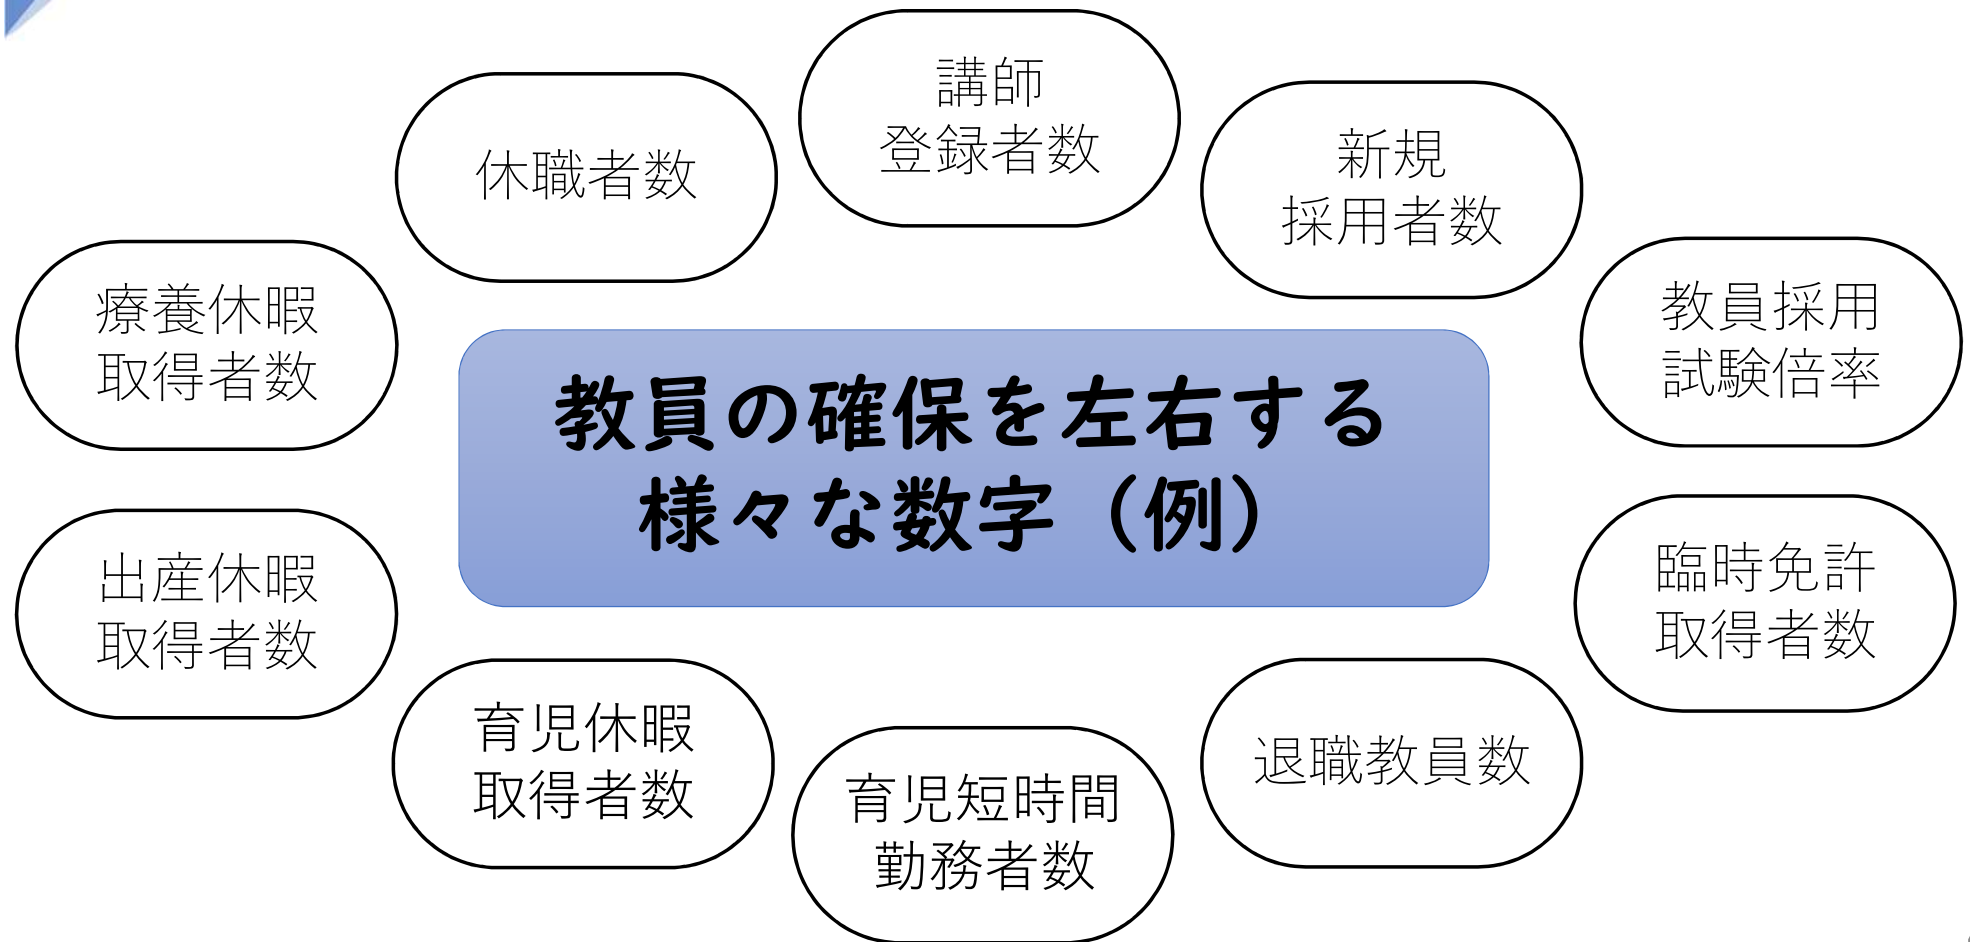 講師
登録者数
休職者数
新規
採用者数
療養休暇
取得者数
教員採用
試験倍率
教員の確保を左右する
様々な数字（例）
出産休暇
取得者数
臨時免許
取得者数
育児休暇
取得者数
退職教員数
育児短時間
勤務者数